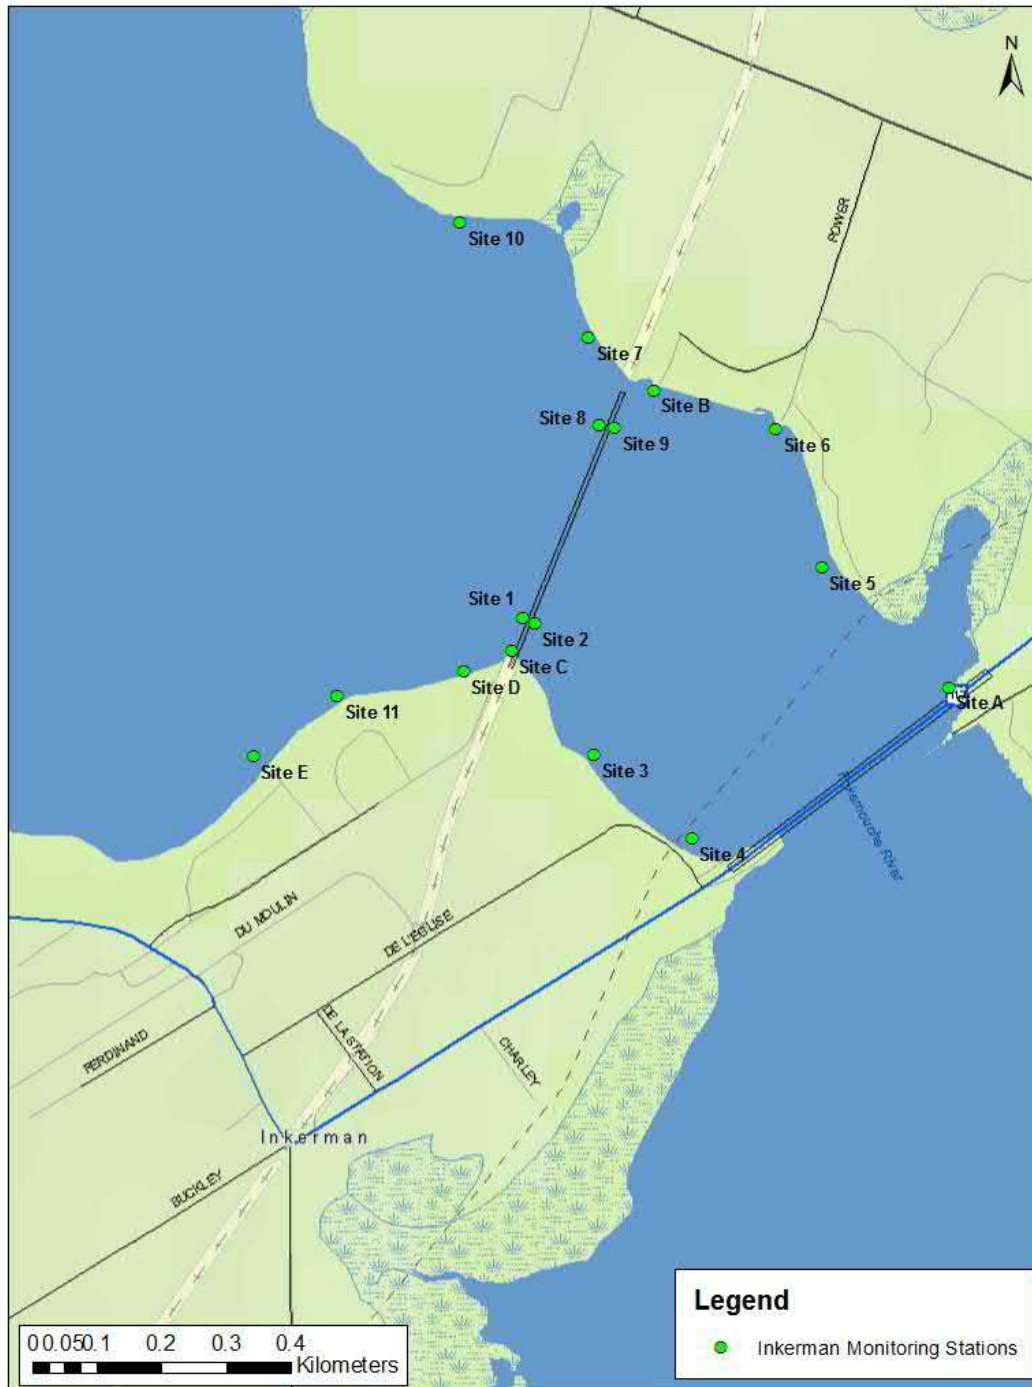 N
POWER
Site 10
Site 7
Site B
Site 8
Site 9
Site 6
Site 5
Site 1
Site 2
Site C
Site D
Site 11
Site A
Site E
Site 3
Site 4
River
DU MOULIN
DE L'ÉGLISE
DE LA STATION
FERDINAND
CHARLEY
Inkerman
BUCKLEY
Legend
Inkerman Monitoring Stations
0 0.05 0.1 0.2 0.3 0.4
Kilometers